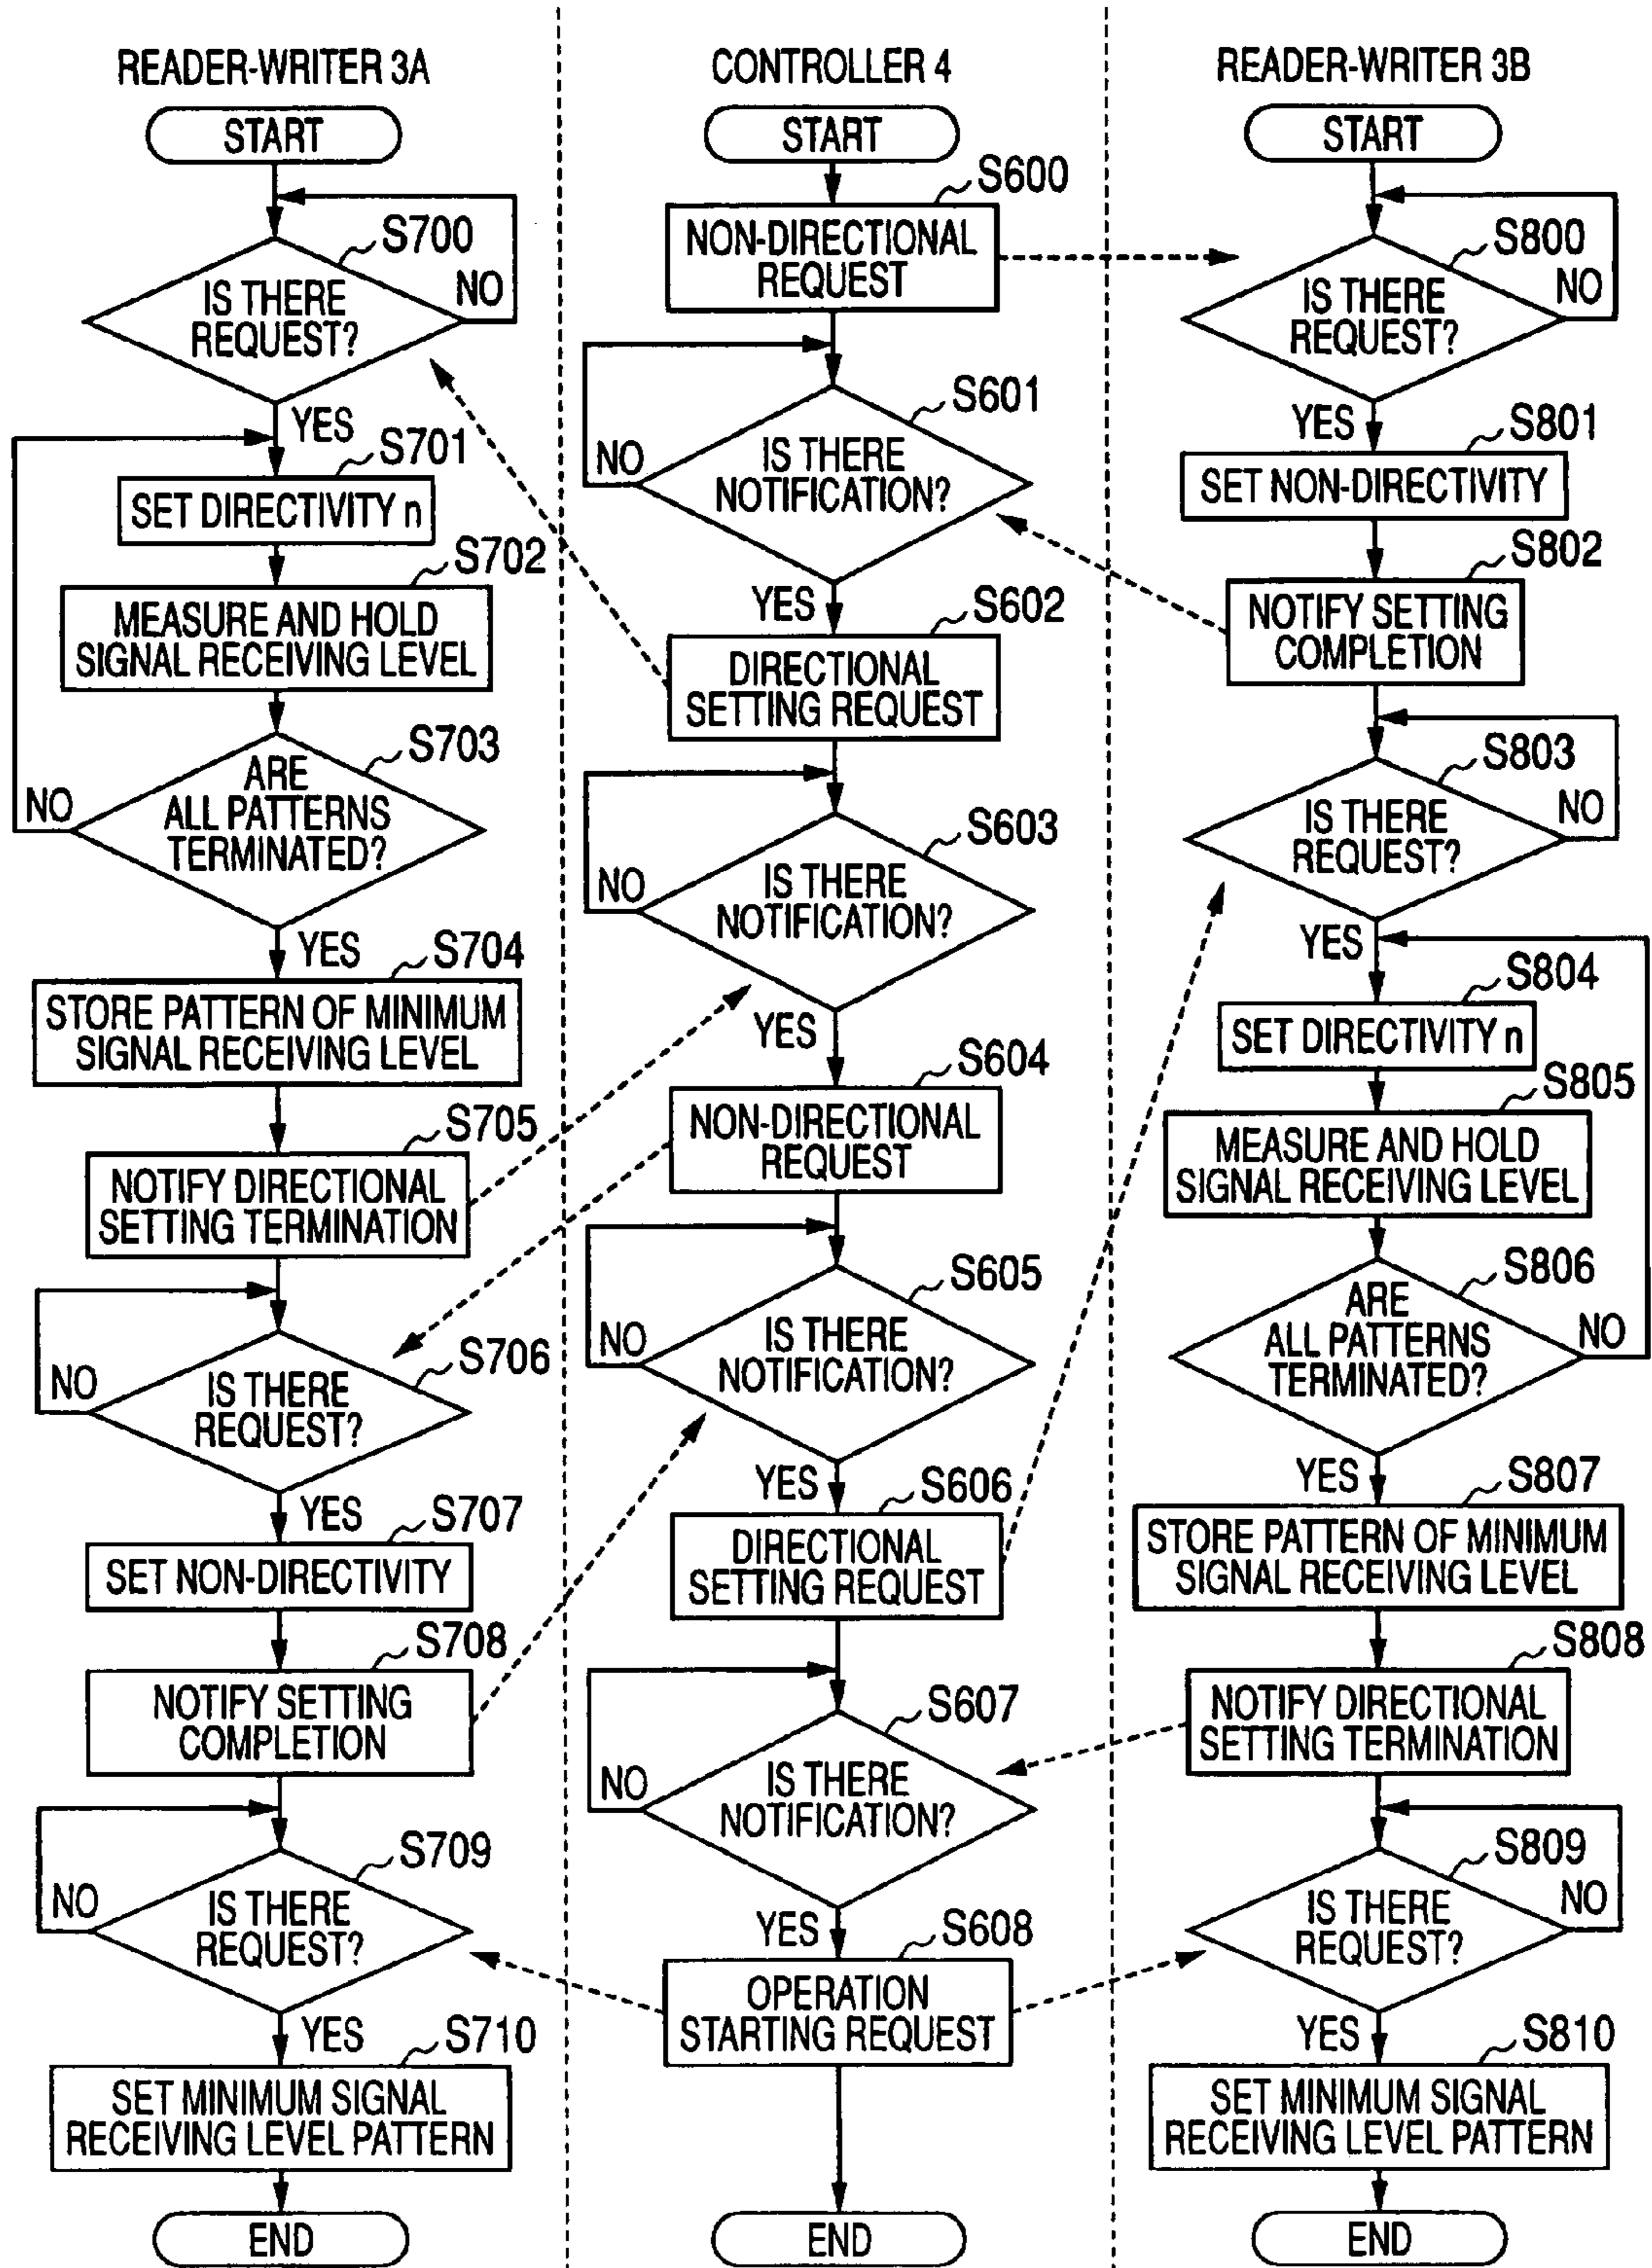 READER-WRITER 3A
START
S700
IS THERE
REQUEST?
NO
YES
S701
SET DIRECTIVITY n
S702
MEASURE AND HOLD
SIGNAL RECEIVING LEVEL
S703
ARE
ALL PATTERNS
TERMINATED?
NO
YES
S704
STORE PATTERN OF MINIMUM
SIGNAL RECEIVING LEVEL
S705
NOTIFY DIRECTIONAL
SETTING TERMINATION
S706
IS THERE
REQUEST?
NO
YES
S707
SET NON-DIRECTIVITY
S708
NOTIFY SETTING
COMPLETION
S709
IS THERE
REQUEST?
NO
YES
S710
SET MINIMUM SIGNAL
RECEIVING LEVEL PATTERN
END
CONTROLLER 4
START
S600
NON-DIRECTIONAL
REQUEST
S601
IS THERE
NOTIFICATION?
NO
YES
S602
DIRECTIONAL
SETTING REQUEST
S603
IS THERE
NOTIFICATION?
NO
YES
S604
NON-DIRECTIONAL
REQUEST
S605
IS THERE
NOTIFICATION?
NO
YES
S606
DIRECTIONAL
SETTING REQUEST
S607
IS THERE
NOTIFICATION?
NO
YES
S608
OPERATION
STARTING REQUEST
END
READER-WRITER 3B
START
S800
IS THERE
REQUEST?
NO
YES
S801
SET NON-DIRECTIVITY
S802
NOTIFY SETTING
COMPLETION
S803
IS THERE
REQUEST?
NO
YES
S804
SET DIRECTIVITY n
S805
MEASURE AND HOLD
SIGNAL RECEIVING LEVEL
S806
ARE
ALL PATTERNS
TERMINATED?
NO
YES
S807
STORE PATTERN OF MINIMUM
SIGNAL RECEIVING LEVEL
S808
NOTIFY DIRECTIONAL
SETTING TERMINATION
S809
IS THERE
REQUEST?
NO
YES
S810
SET MINIMUM SIGNAL
RECEIVING LEVEL PATTERN
END